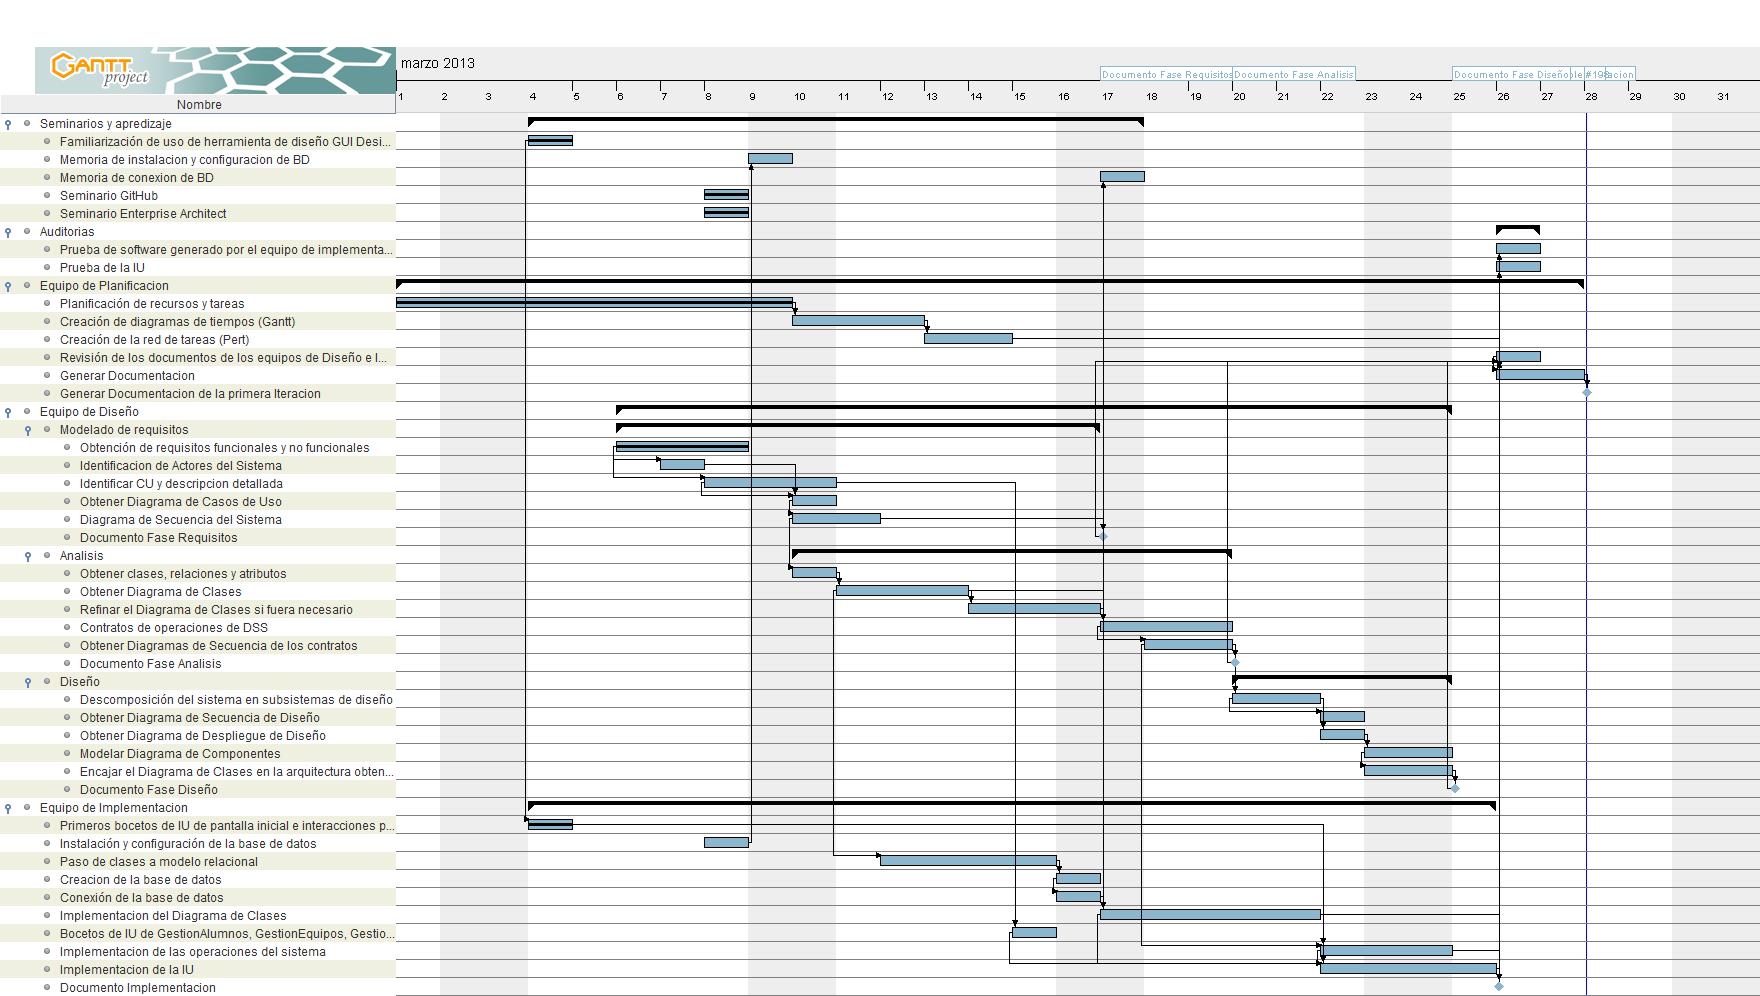 GANTT
project
marzo 2013
Documento Fase Requisitos
Documento Fase Analisis
Documento Fase Diseño
Nombre
1 2 3 4 5 6 7 8 9 10 11 12 13 14 15 16 17 18 19 20 21 22 23 24 25 26 27 28 29 30 31
Seminarios y apredizaje
Familiarización de uso de herramienta de diseño GUI Desi...
Memoria de instalacion y configuracion de BD
Memoria de conexion de BD
Seminario GitHub
Seminario Enterprise Architect
Auditorias
Prueba de software generado por el equipo de implementa...
Prueba de la IU
Equipo de Planificacion
Planificación de recursos y tareas
Creación de diagramas de tiempos (Gantt)
Creación de la red de tareas (Pert)
Revisión de los documentos de los equipos de Diseño e I...
Generar Documentacion
Generar Documentacion de la primera Iteracion
Equipo de Diseño
Modelado de requisitos
Obtención de requisitos funcionales y no funcionales
Identificacion de Actores del Sistema
Identificar CU y descripcion detallada
Obtener Diagrama de Casos de Uso
Diagrama de Secuencia del Sistema
Documento Fase Requisitos
Analisis
Obtener clases, relaciones y atributos
Obtener Diagrama de Clases
Refinar el Diagrama de Clases si fuera necesario
Contratos de operaciones de DSS
Obtener Diagramas de Secuencia de los contratos
Documento Fase Analisis
Diseño
Descomposición del sistema en subsistemas de diseño
Obtener Diagrama de Secuencia de Diseño
Obtener Diagrama de Despliegue de Diseño
Modelar Diagrama de Componentes
Encajar el Diagrama de Clases en la arquitectura obten...
Documento Fase Diseño
Equipo de Implementacion
Primeros bocetos de IU de pantalla inicial e interacciones p...
Instalación y configuración de la base de datos
Paso de clases a modelo relacional
Creacion de la base de datos
Conexión de la base de datos
Implementacion del Diagrama de Clases
Bocetos de IU de GestionAlumnos, GestionEquipos, Gestio...
Implementacion de las operaciones del sistema
Implementacion de la IU
Documento Implementacion